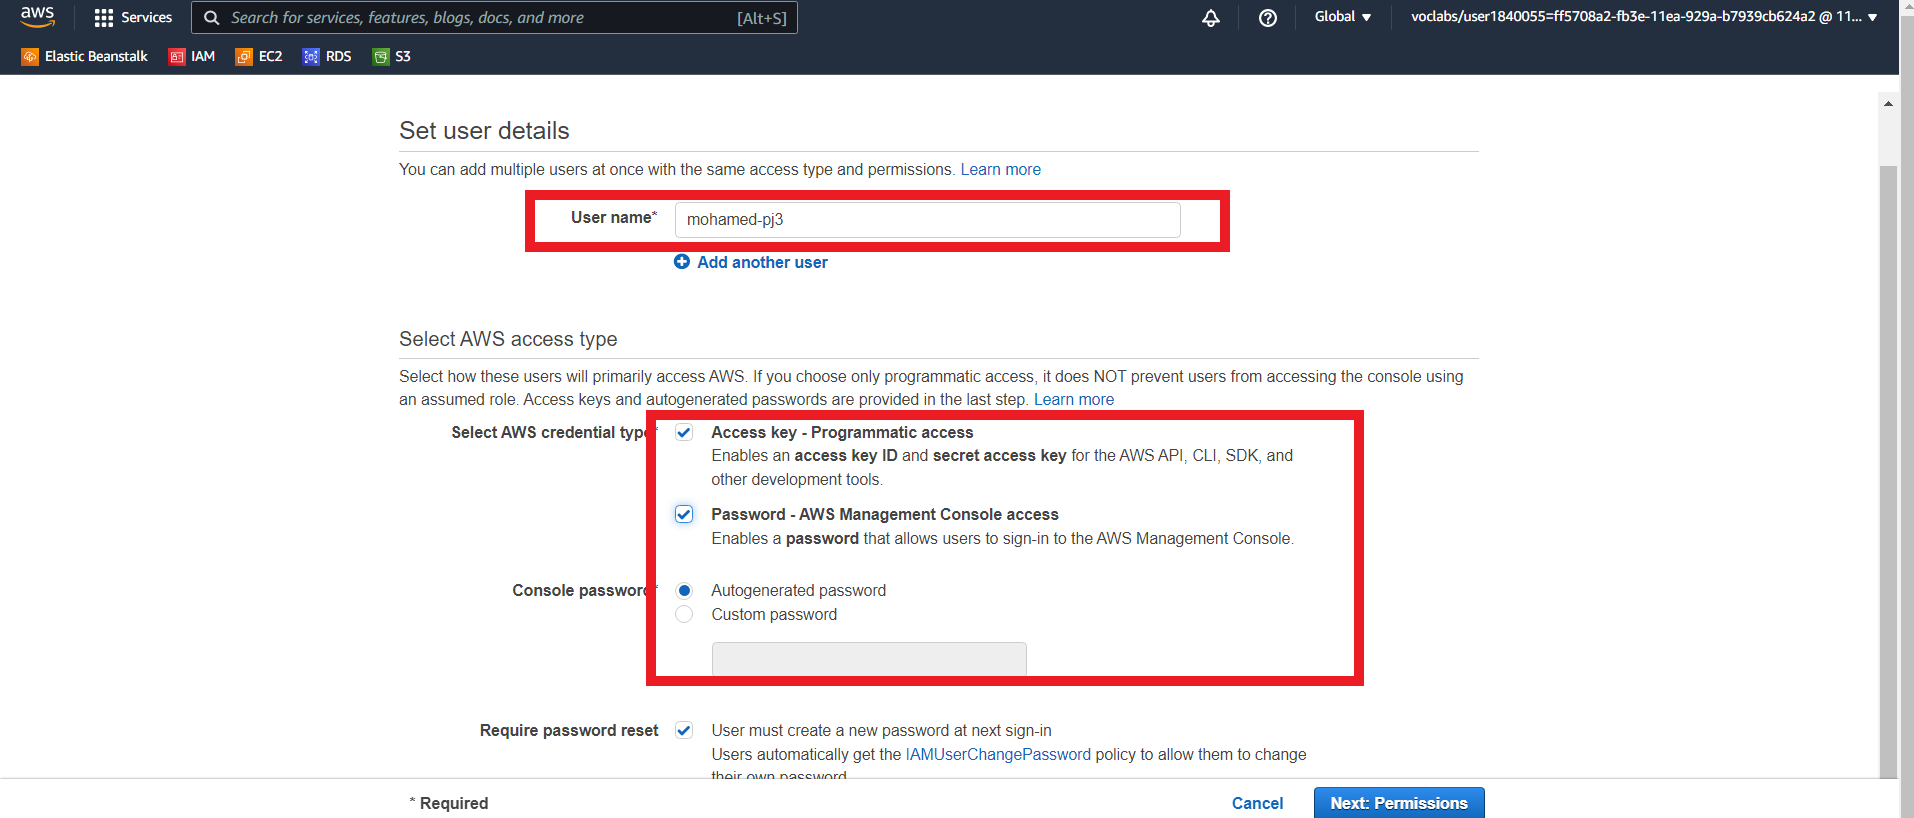 aws
Services
Search for services, features, blogs, docs, and more [Alt+S]
Global
voclabs/user1840055=ff5708a2-fb3e-11ea-929a-b7939cb624a2 @ 11...
Elastic Beanstalk IAM EC2 RDS S3
Set user details
You can add multiple users at once with the same access type and permissions. Learn more
User name* mohamed-pj3
Add another user
Select AWS access type
Select how these users will primarily access AWS. If you choose only programmatic access, it does NOT prevent users from accessing the console using
an assumed role. Access keys and autogenerated passwords are provided in the last step. Learn more
Select AWS credential type* Access key - Programmatic access
Enables an access key ID and secret access key for the AWS API, CLI, SDK, and
other development tools.
Password - AWS Management Console access
Enables a password that allows users to sign-in to the AWS Management Console.
Console password* Autogenerated password
Custom password
Require password reset User must create a new password at next sign-in
Users automatically get the IAMUserChangePassword policy to allow them to change
their own password
* Required
Cancel
Next: Permissions